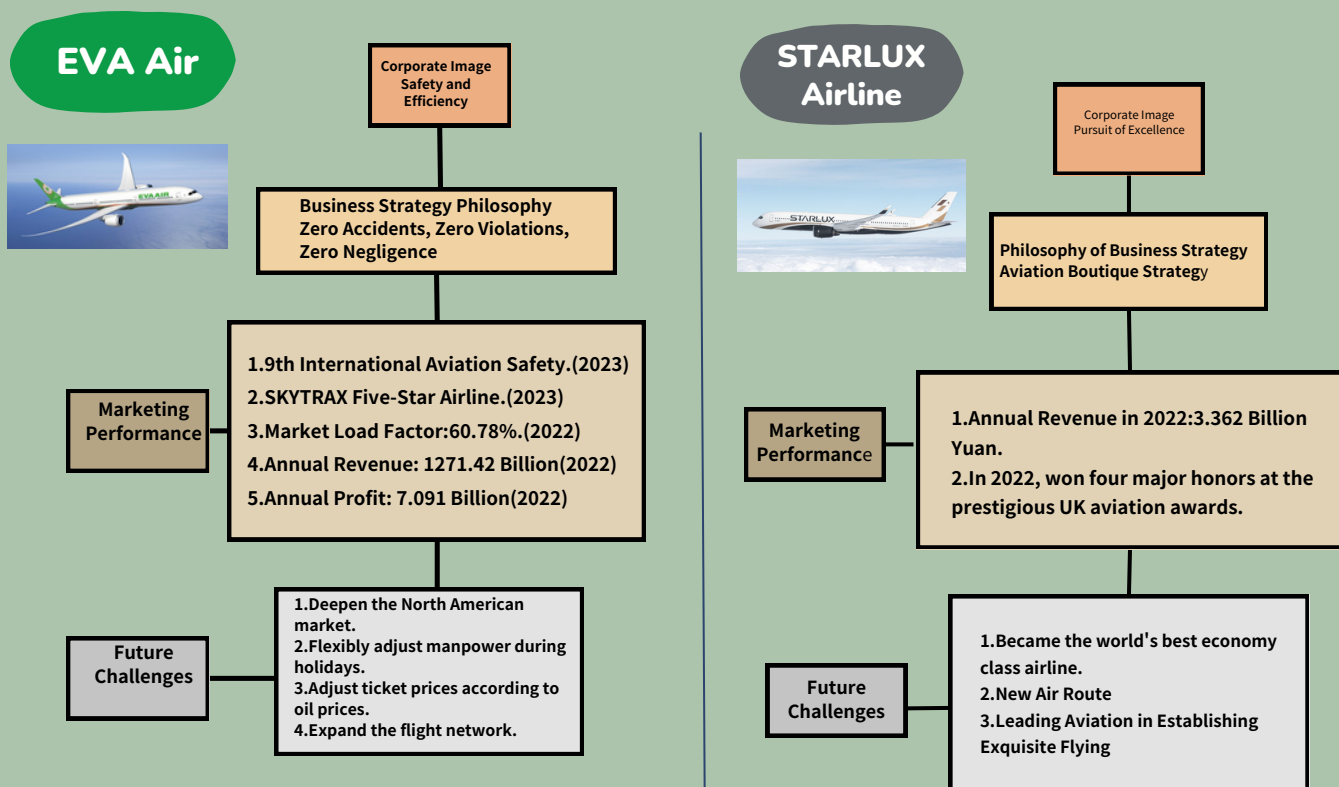 EVA Air
Corporate Image
Safety and
Efficiency
EVA AIR
Business Strategy Philosophy
Zero Accidents, Zero Violations,
Zero Negligence
Marketing
Performance
1.9th International Aviation Safety.(2023)
2.SKYTRAX Five-Star Airline.(2023)
3.Market Load Factor:60.78%.(2022)
4.Annual Revenue: 1271.42 Billion(2022)
5.Annual Profit: 7.091 Billion(2022)
Future
Challenges
1.Deepen the North American
market.
2.Flexibly adjust manpower during
holidays.
3.Adjust ticket prices according to
oil prices.
4.Expand the flight network.
STARLUX
Airline
Corporate Image
Pursuit of Excellence
STARLUX
Philosophy of Business Strategy
Aviation Boutique Strategy
Marketing
Performance
1.Annual Revenue in 2022:3.362 Billion
Yuan.
2.In 2022, won four major honors at the
prestigious UK aviation awards.
Future
Challenges
1.Became the world's best economy
class airline.
2.New Air Route
3.Leading Aviation in Establishing
Exquisite Flying